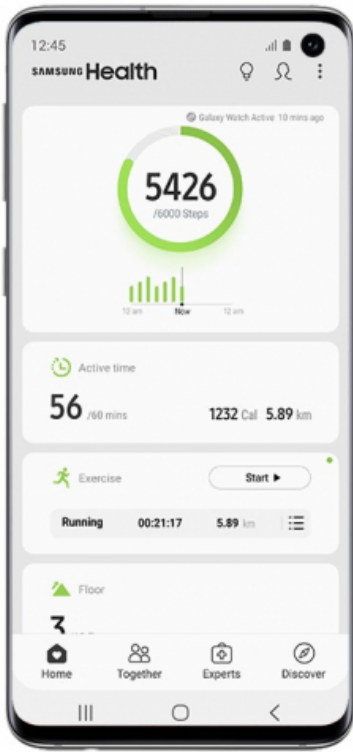 12:45
SAMSUNG Health
Galaxy Watch Active 10 mins ago
5426
/6000 Steps
12 am Now 12 am
Active time
56 /60 mins 1232 Cal 5.89 km
Exercise
Start
Running 00:21:17 5.89 km
Floor
3
Home Together Experts Discover